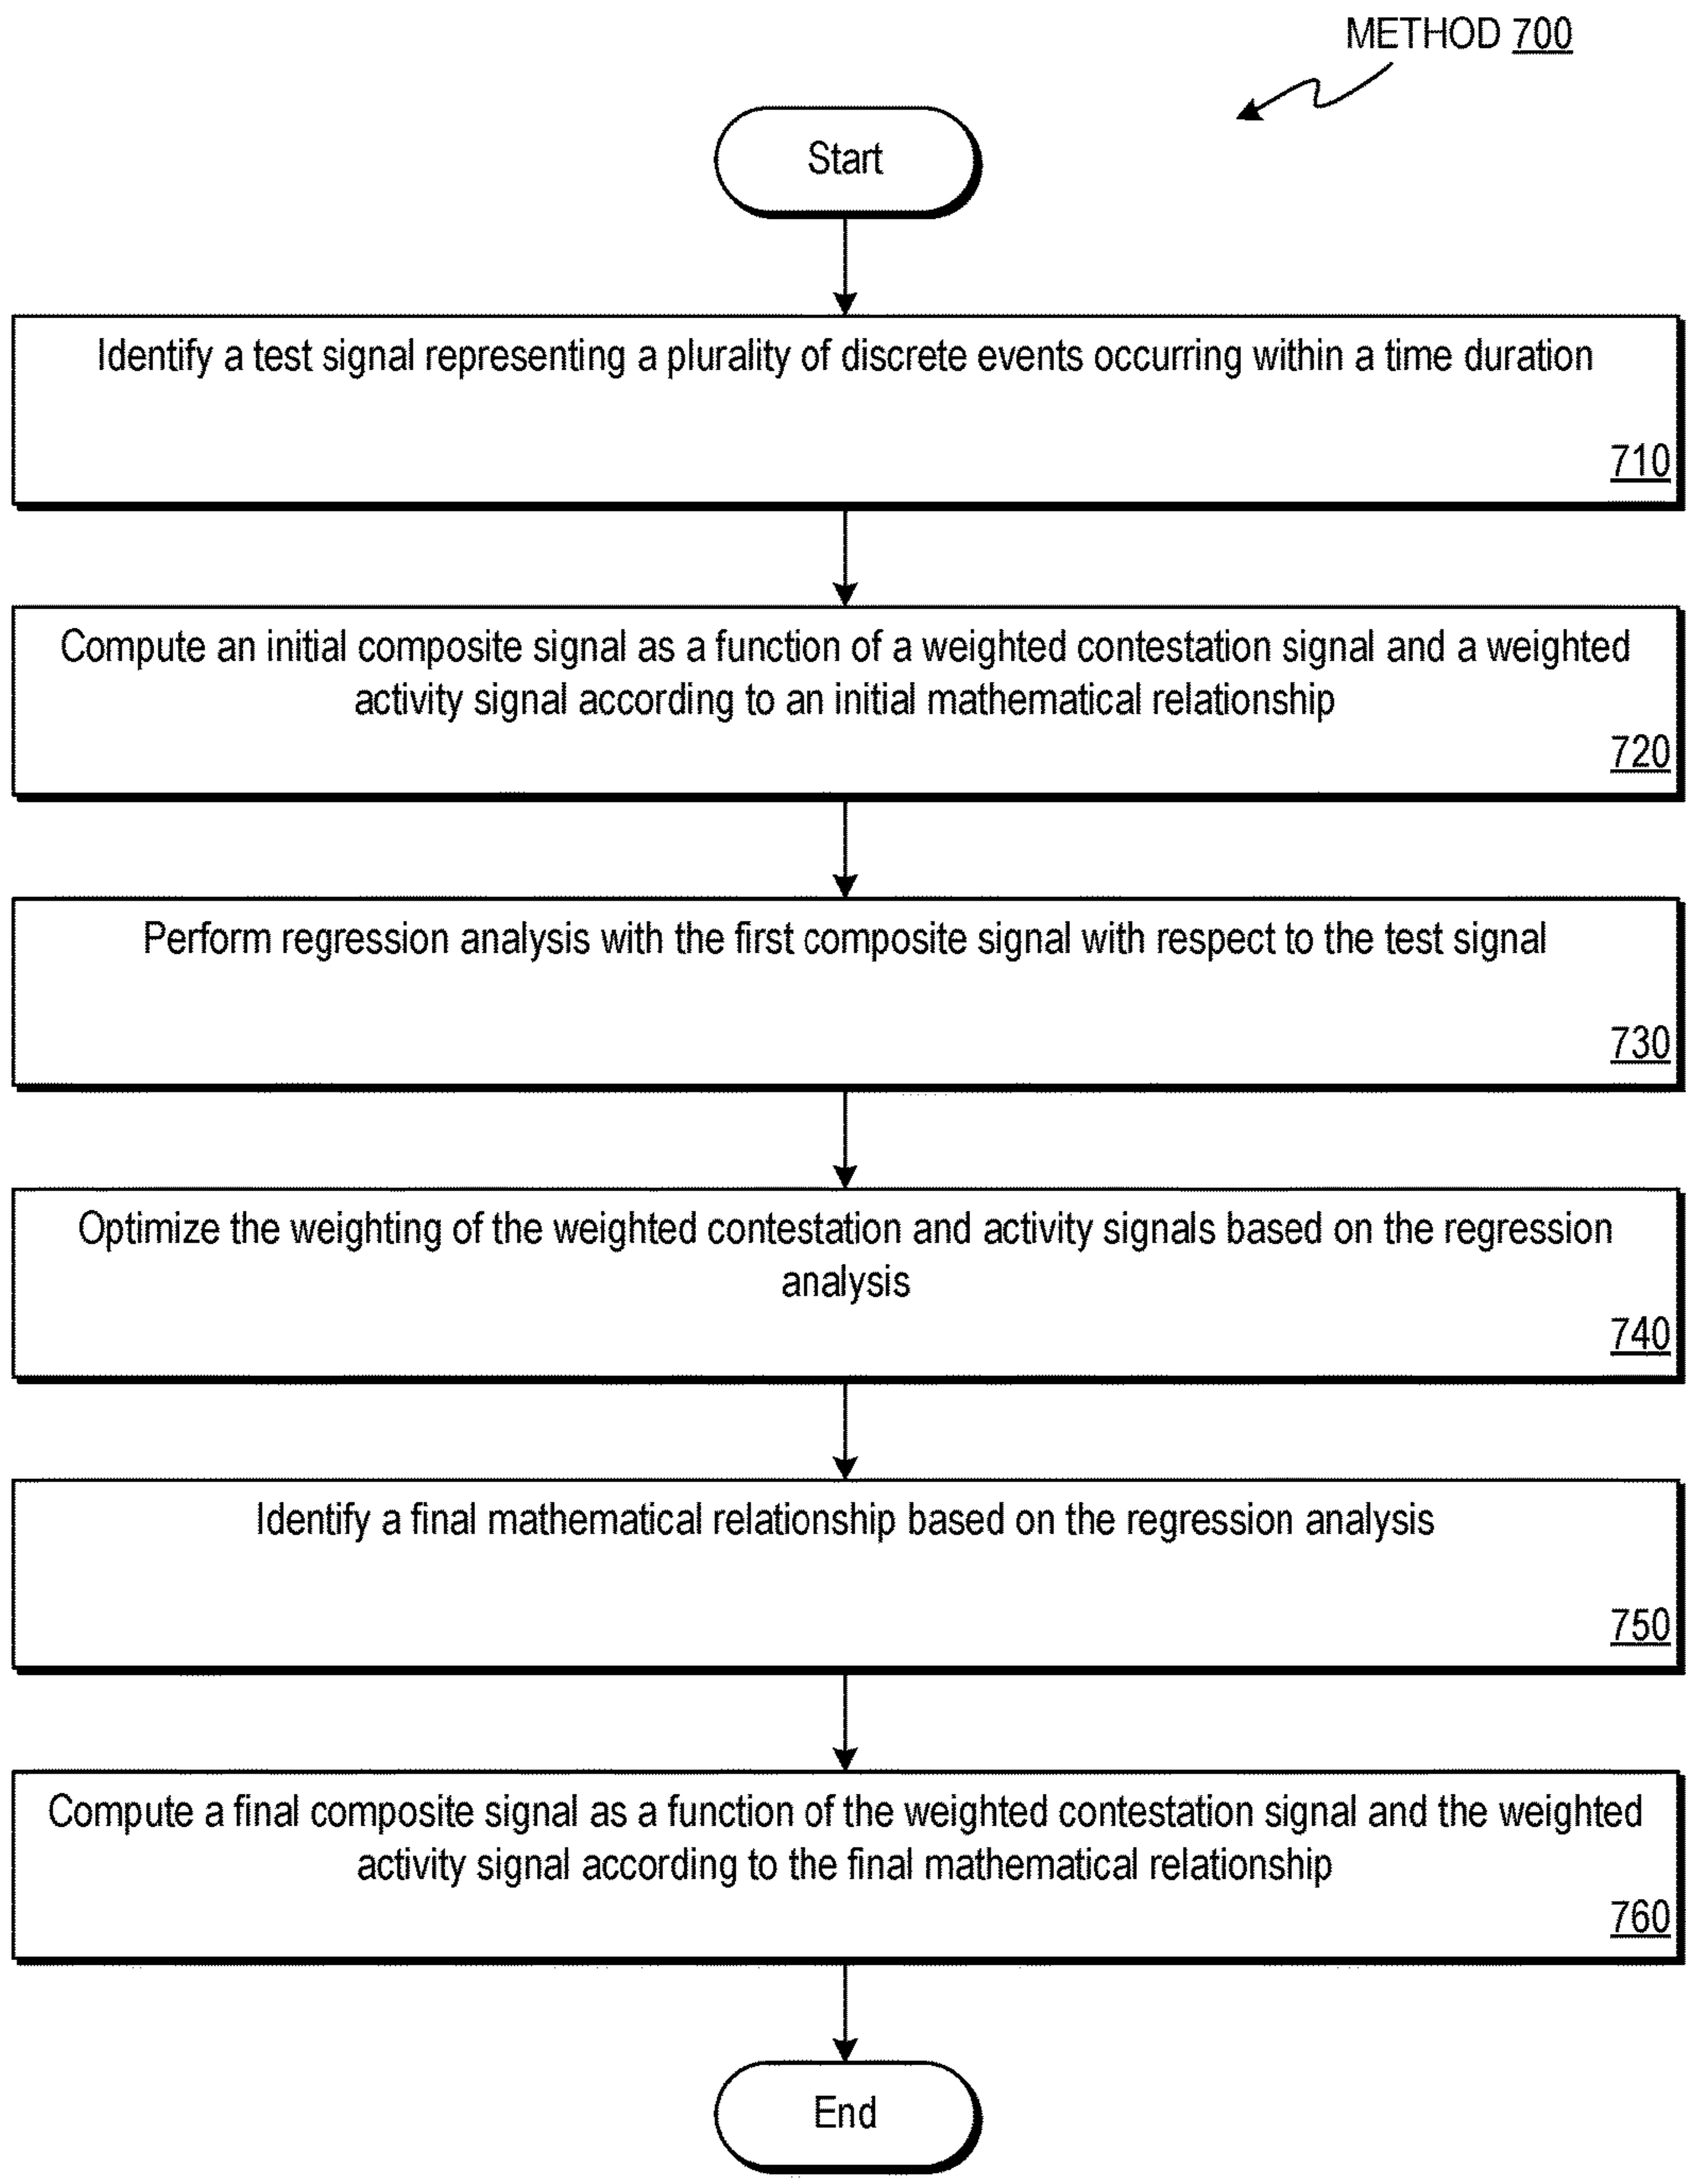 METHOD 700
Start
Identify a test signal representing a plurality of discrete events occurring within a time duration
710
Compute an initial composite signal as a function of a weighted contestation signal and a weighted
activity signal according to an initial mathematical relationship
720
Perform regression analysis with the first composite signal with respect to the test signal
730
Optimize the weighting of the weighted contestation and activity signals based on the regression
analysis
740
Identify a final mathematical relationship based on the regression analysis
750
Compute a final composite signal as a function of the weighted contestation signal and the weighted
activity signal according to the final mathematical relationship
760
End